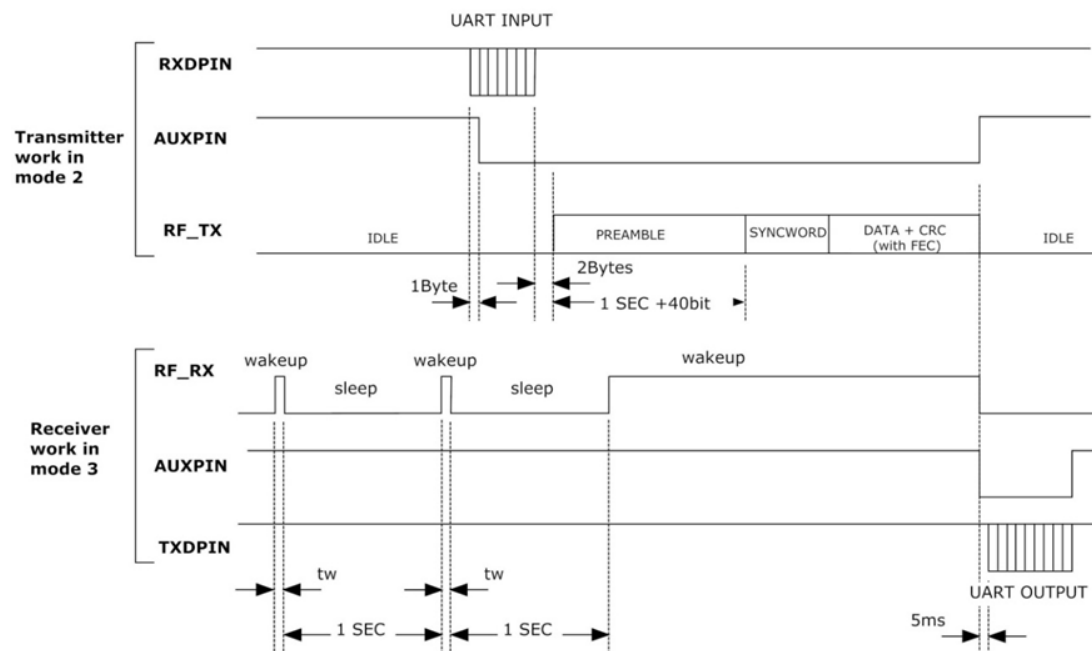 UART INPUT
RXDPIN
Transmitter
work in
mode 2
AUXPIN
RF_TX
IDLE
PREAMBLE
SYNCWORD
DATA + CRC
(with FEC)
IDLE
1Byte
2Bytes
1 SEC +40bit
Receiver
work in
mode 3
RF_RX
wakeup
sleep
wakeup
sleep
wakeup
AUXPIN
TXDPIN
UART OUTPUT
tw
tw
5ms
1 SEC
1 SEC